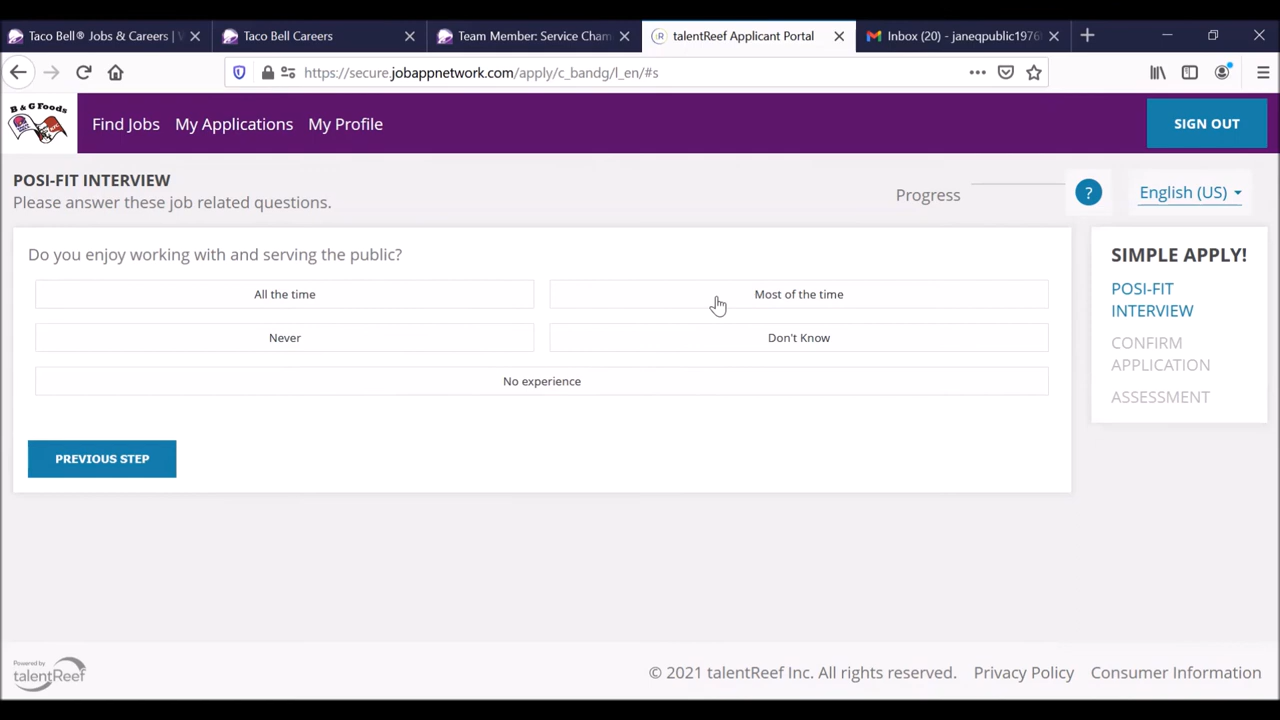 Taco Bell® Jobs & Careers |
Taco Bell Careers
Team Member: Service Cham
talentReef Applicant Portal
Inbox (20) - janeqpublic1976
https://secure.jobappnetwork.com/apply/c_bandg/l_en/#s
B & G Foods
Find Jobs
My Applications
My Profile
SIGN OUT
POSI-FIT INTERVIEW
Please answer these job related questions.
Progress
?
English (US)
Do you enjoy working with and serving the public?
All the time
Most of the time
Never
Don't Know
No experience
PREVIOUS STEP
SIMPLE APPLY!
POSI-FIT
INTERVIEW
CONFIRM
APPLICATION
ASSESSMENT
Powered by
talentReef
© 2021 talentReef Inc. All rights reserved.
Privacy Policy
Consumer Information